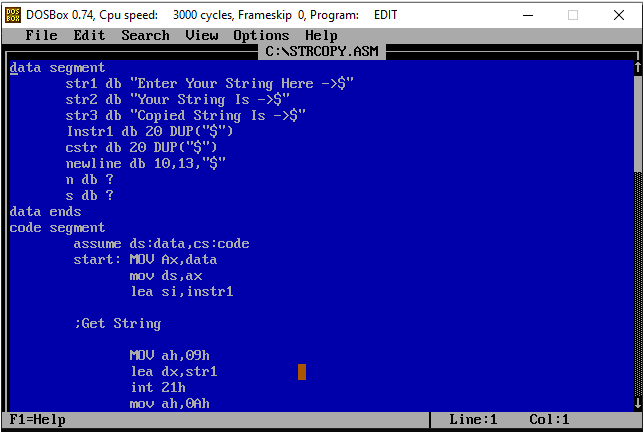 DOSBox 0.74, Cpu speed: 3000 cycles, Frameskip 0, Program: EDIT
File Edit Search View Options Help
C:\STRCOPY.ASM
data segment
str1 db "Enter Your String Here ->$"
str2 db "Your String Is ->$"
str3 db "Copied String Is ->$"
Instr1 db 20 DUP("$")
cstr db 20 DUP("$")
newline db 10,13,"$"
n db ?
s db ?
data ends
code segment
assume ds:data,cs:code
start: MOV Ax,data
mov ds,ax
lea si,instr1
;Get String
MOV ah,09h
lea dx,str1
int 21h
mov ah,0Ah
F1=Help Line:1 Col:1